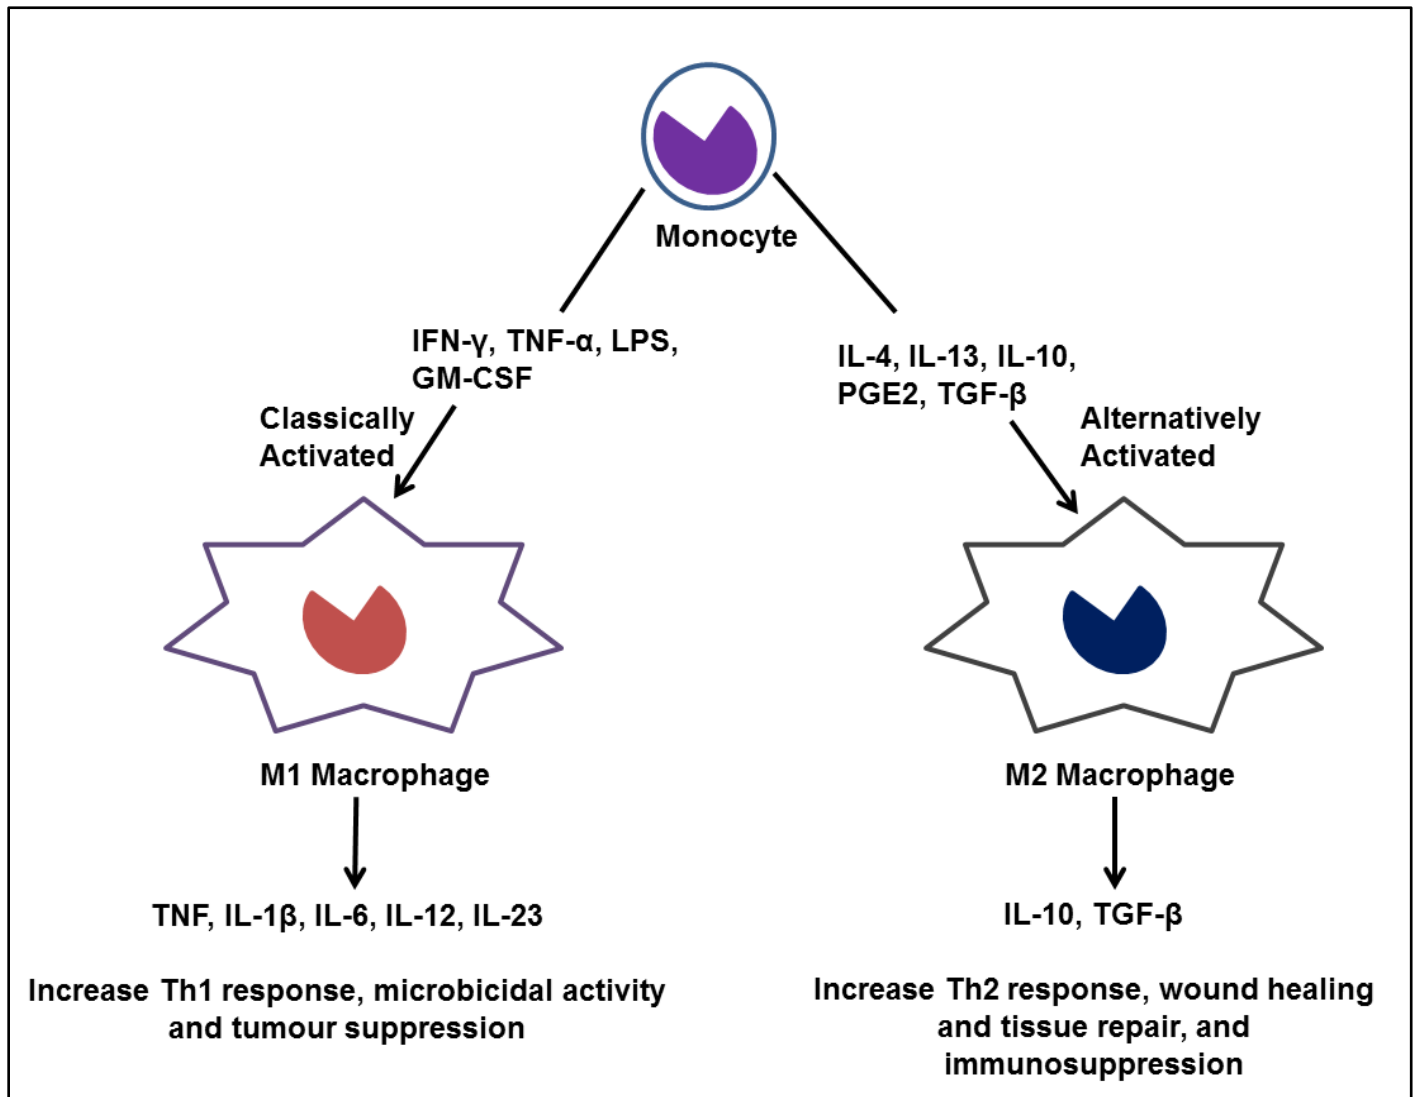 Monocyte
IFN-γ, TNF-α, LPS,
GM-CSF
Classically
Activated
IL-4, IL-13, IL-10,
PGE2, TGF-β
Alternatively
Activated
M1 Macrophage
M2 Macrophage
TNF, IL-1β, IL-6, IL-12, IL-23
IL-10, TGF-β
Increase Th1 response, microbicidal activity
and tumour suppression
Increase Th2 response, wound healing
and tissue repair, and
immunosuppression